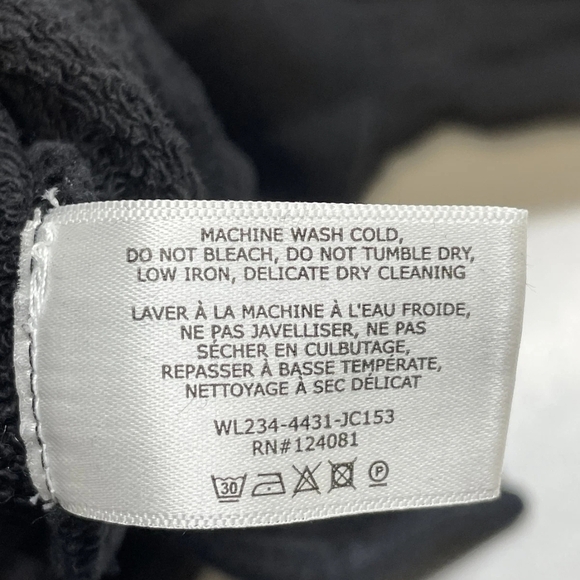 MACHINE WASH COLD,
DO NOT BLEACH, DO NOT TUMBLE DRY,
LOW IRON, DELICATE DRY CLEANING
LAVER À LA MACHINE À L'EAU FROIDE,
NE PAS JAVELLISER, NE PAS
SÉCHER EN CULBUTAGE,
REPASSER À BASSE TEMPÉRATE,
NETTOYAGE À SEC DÉLICAT
WL234-4431-JC153
RN#124081
30 P